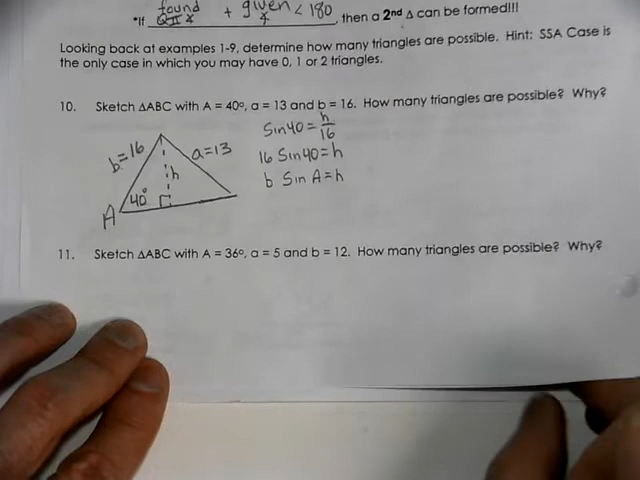 found + given < 180
*If QII ∡ ∡ , then a 2nd Δ can be formed!!!
Looking back at examples 1-9, determine how many triangles are possible. Hint: SSA Case is
the only case in which you may have 0, 1 or 2 triangles.
10. Sketch ΔABC with A = 40º, a = 13 and b = 16. How many triangles are possible? Why?
b=16
a=13
h
40°
A
Sin40 = h/16
16 Sin40 = h
b Sin A = h
11. Sketch ΔABC with A = 36º, a = 5 and b = 12. How many triangles are possible? Why?